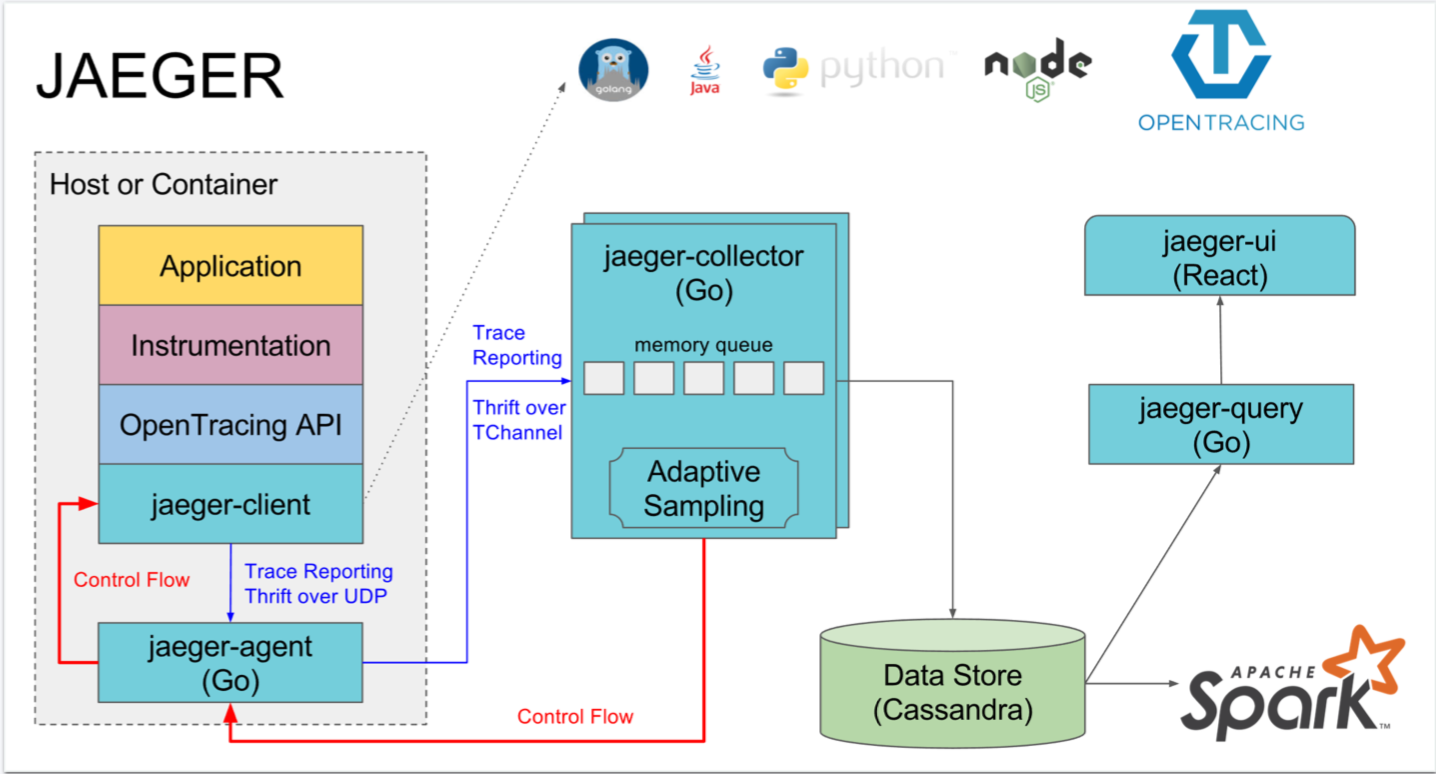 JAEGER
golang
Java
python
node
JS
OPENTRACING
Host or Container
Application
Instrumentation
OpenTracing API
jaeger-client
Control Flow
Trace Reporting
Thrift over UDP
jaeger-agent
(Go)
Trace
Reporting
Thrift over
TChannel
jaeger-collector
(Go)
memory queue
Adaptive
Sampling
Control Flow
jaeger-ui
(React)
jaeger-query
(Go)
Data Store
(Cassandra)
APACHE
Spark™